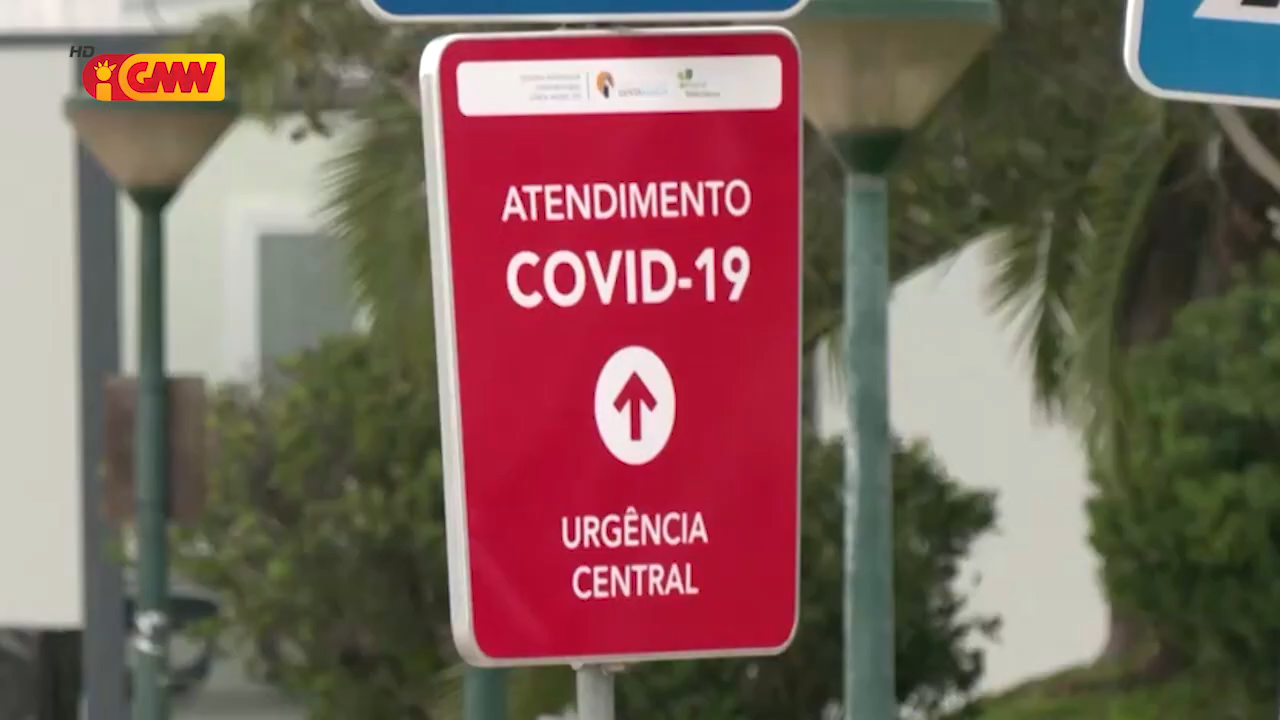 HD
GMW
ATENDIMENTO
COVID-19
URGÊNCIA
CENTRAL